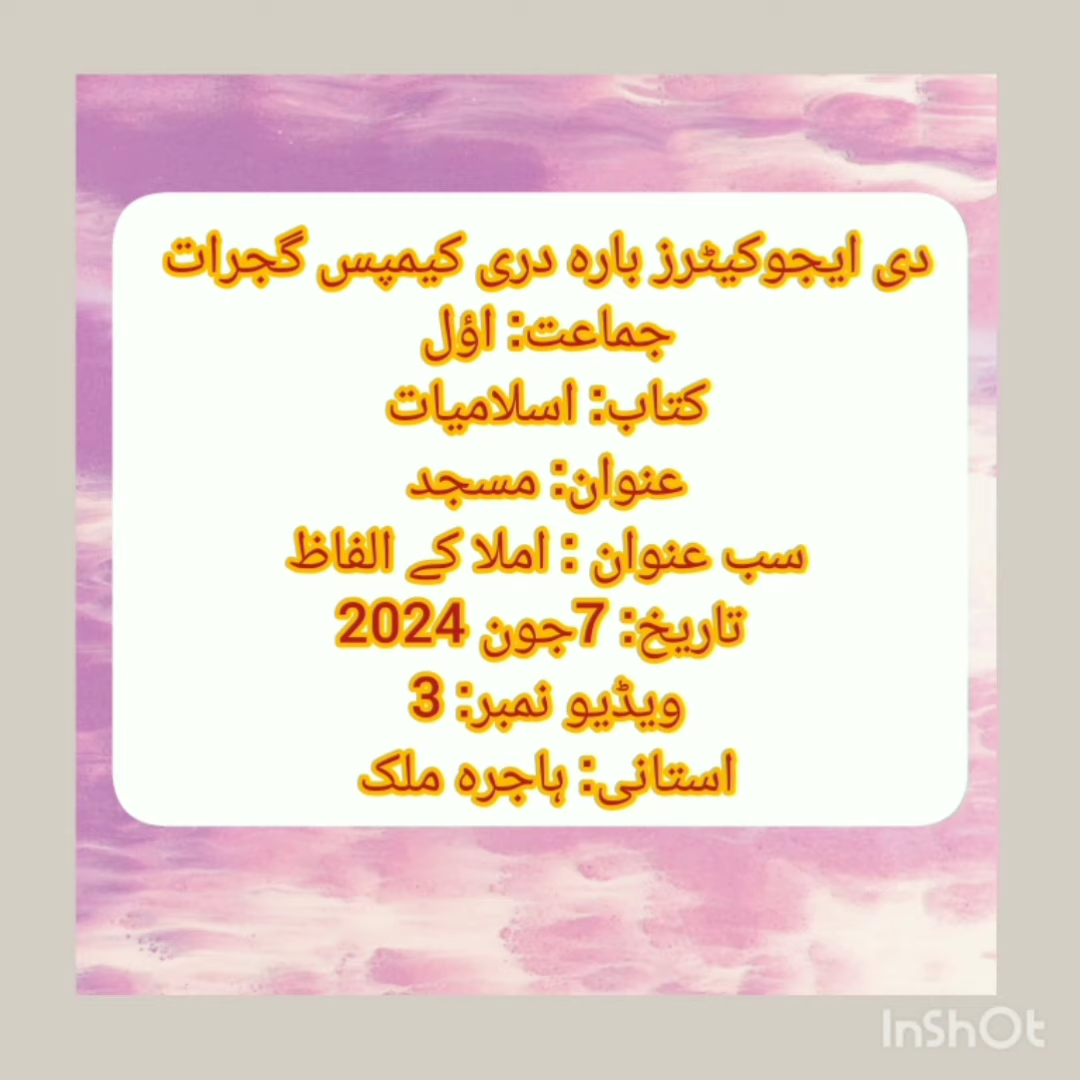 دی ایجوکیٹرز بارہ دری کیمپس گجرات
جماعت: اؤل
کتاب: اسلامیات
عنوان: مسجد
سب عنوان : املا کے الفاظ
تاریخ: 7جون 2024
ویڈیو نمبر: 3
استانی: ہاجرہ ملک
InShOt